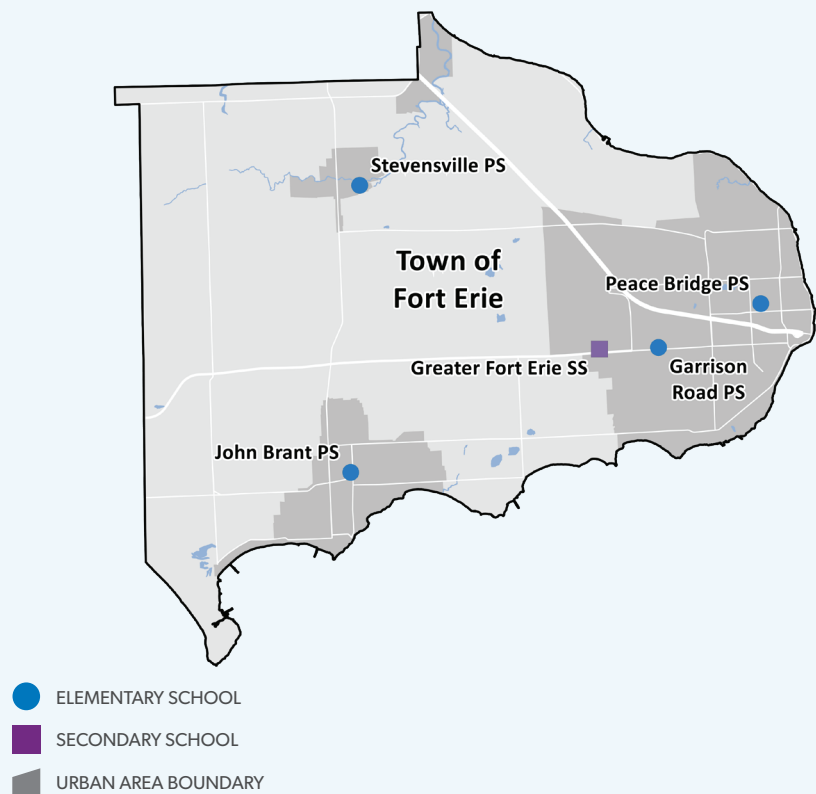 Stevensville PS
Town of
Fort Erie
Peace Bridge PS
Greater Fort Erie SS
Garrison
Road PS
John Brant PS
ELEMENTARY SCHOOL
SECONDARY SCHOOL
URBAN AREA BOUNDARY